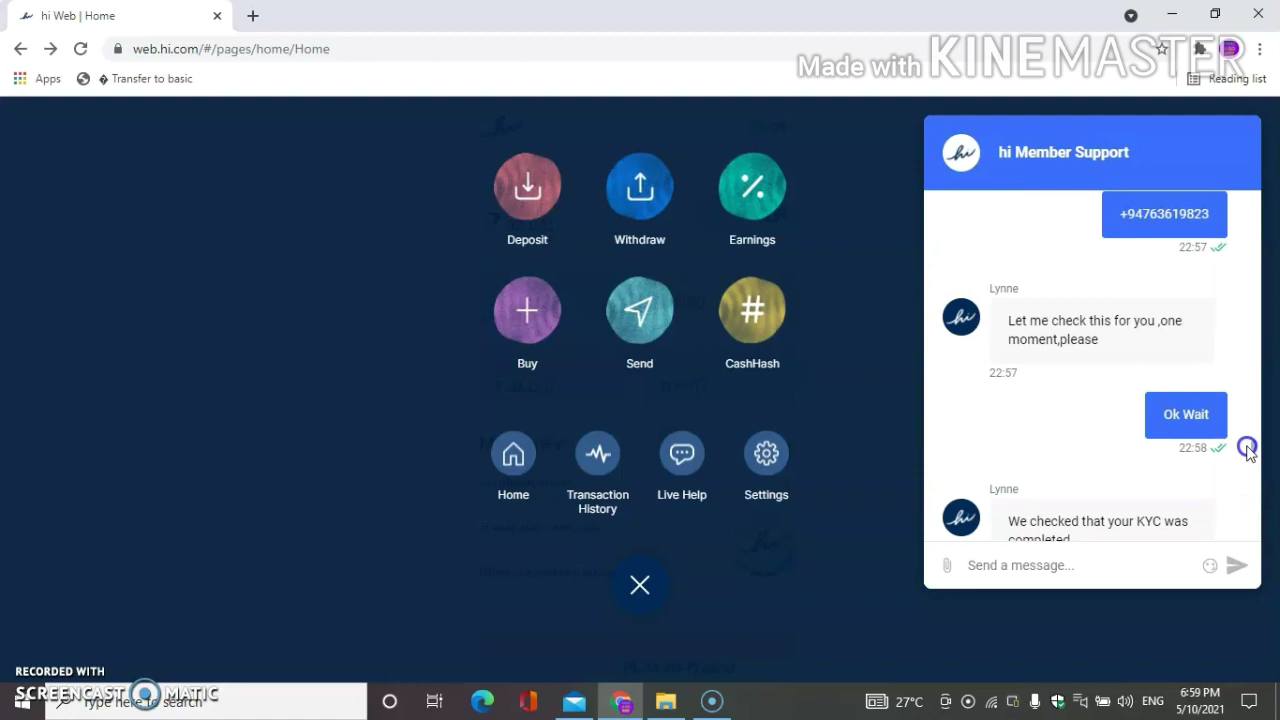 hi Web | Home
web.hi.com/#/pages/home/Home
Made with KINEMASTER
Apps
Transfer to basic
Reading list
hi
hi Member Support
Deposit
Withdraw
Earnings
+94763619823
22:57
Lynne
hi
Let me check this for you ,one
moment,please
22:57
Buy
Send
CashHash
Ok Wait
22:58
Home
Transaction
History
Live Help
Settings
Lynne
hi
We checked that your KYC was
completed
Send a message...
RECORDED WITH
SCREENCAST MATIC
Type here to search
27°C
ENG
6:59 PM
5/10/2021